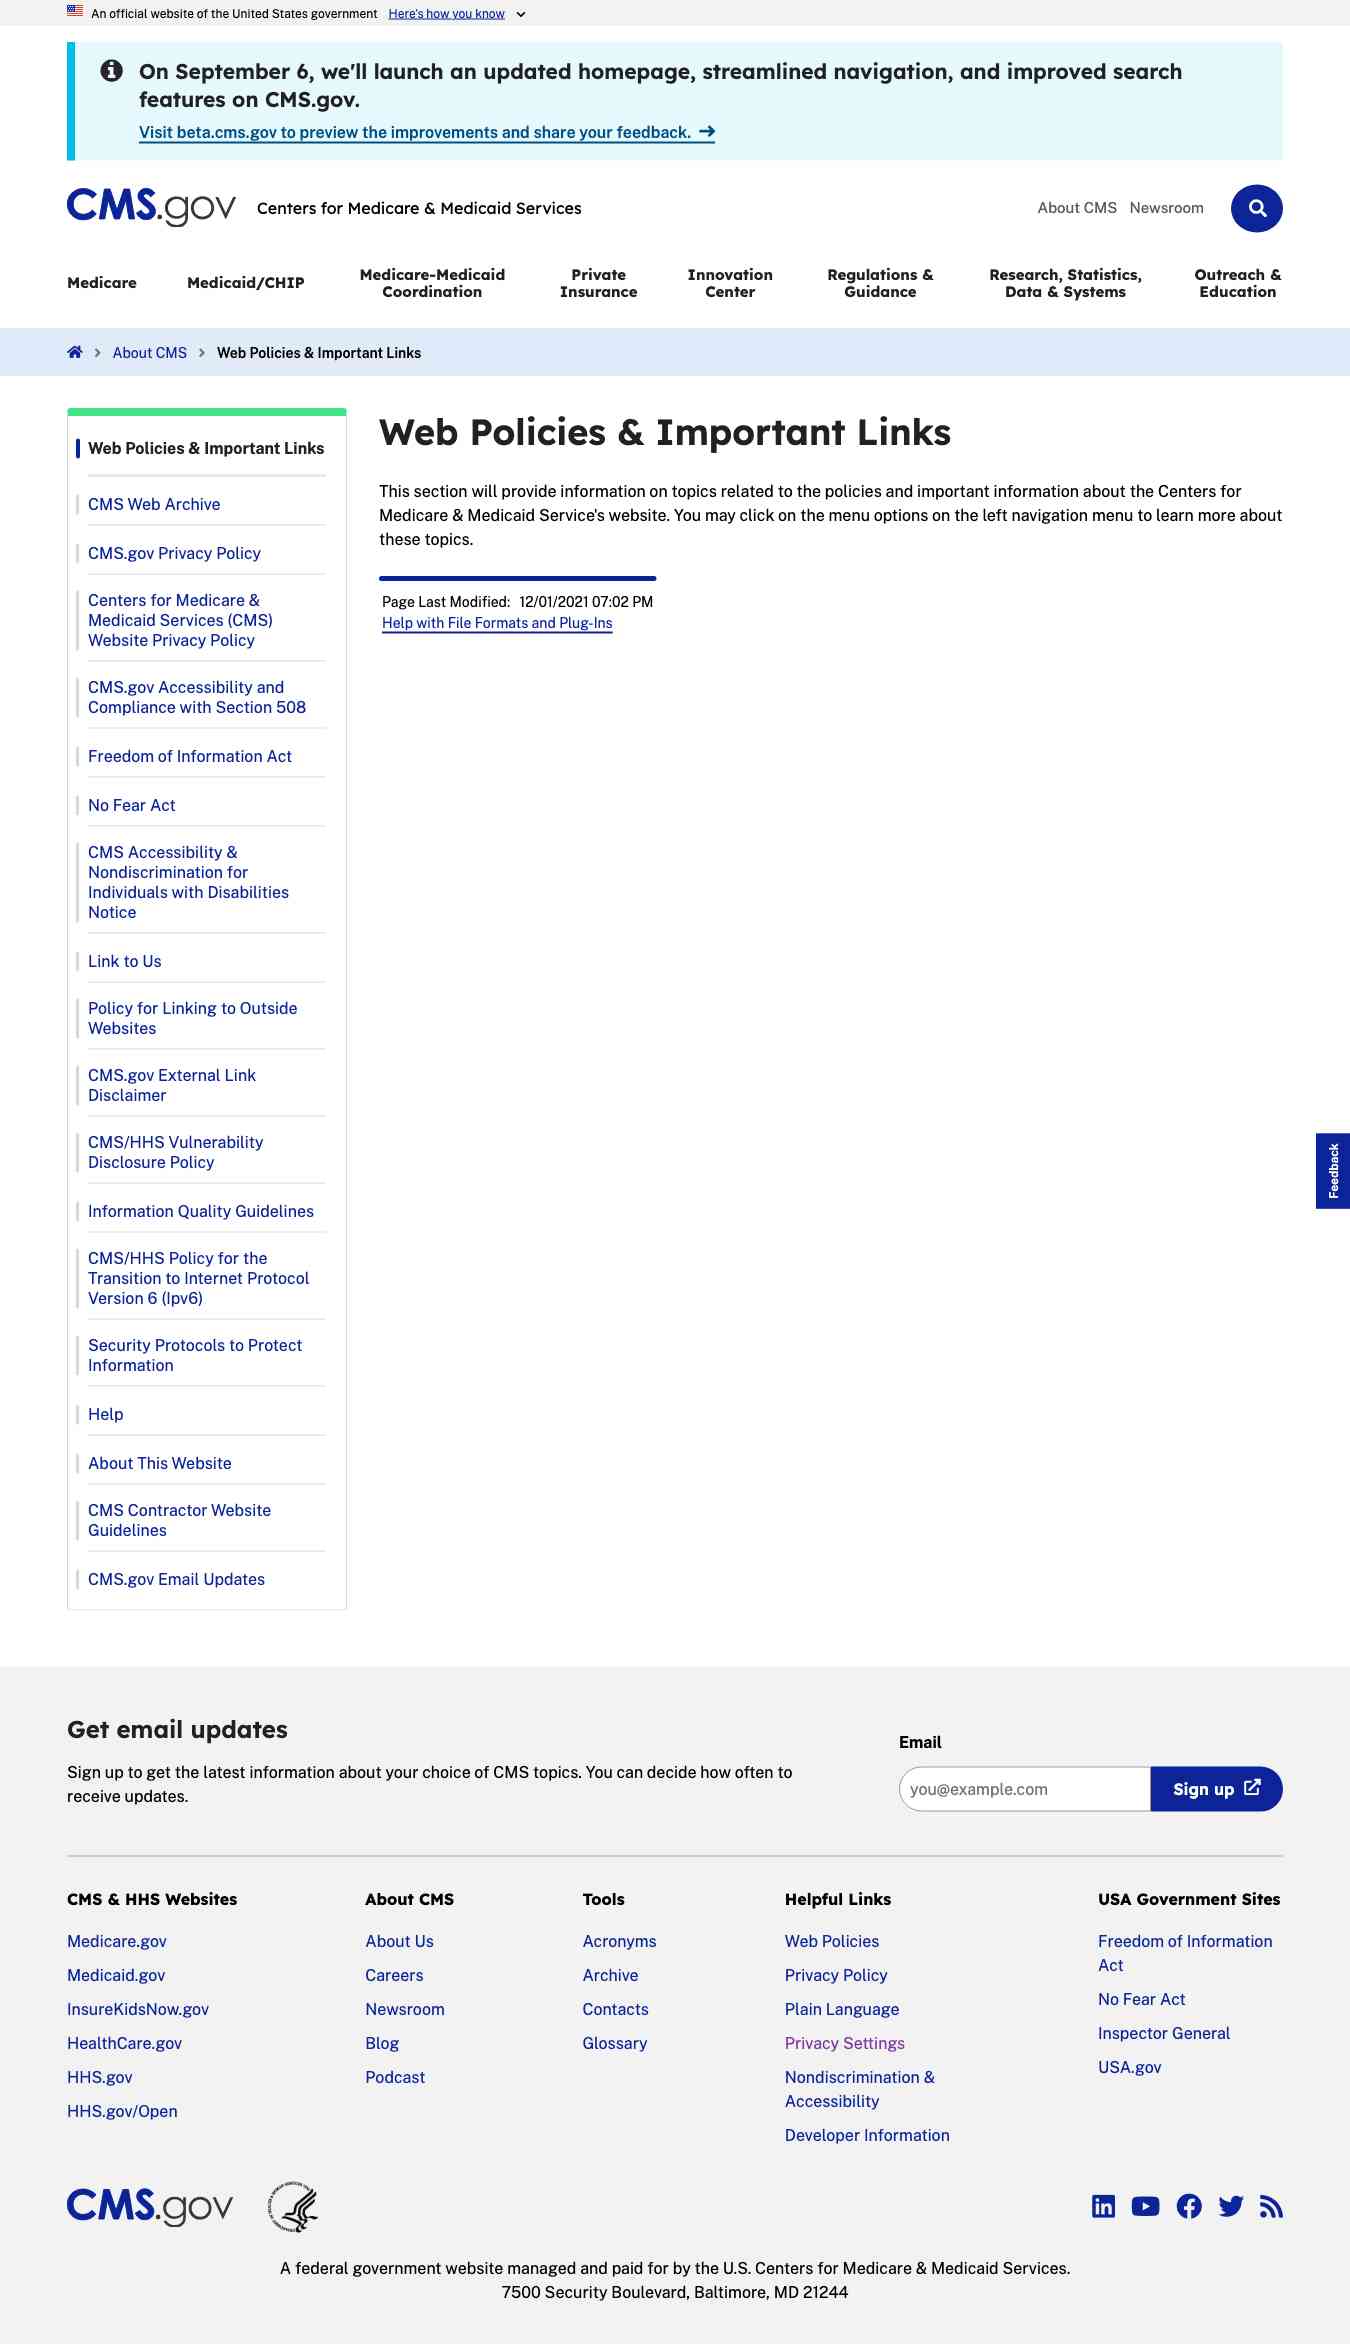 An official website of the United States government Here's how you know
On September 6, we'll launch an updated homepage, streamlined navigation, and improved search
features on CMS.gov.
Visit beta.cms.gov to preview the improvements and share your feedback.
CMS.gov Centers for Medicare & Medicaid Services
About CMS Newsroom
Medicare
Medicaid/CHIP
Medicare-Medicaid
Coordination
Private
Insurance
Innovation
Center
Regulations &
Guidance
Research, Statistics,
Data & Systems
Outreach &
Education
About CMS Web Policies & Important Links
Web Policies & Important Links
CMS Web Archive
CMS.gov Privacy Policy
Centers for Medicare &
Medicaid Services (CMS)
Website Privacy Policy
CMS.gov Accessibility and
Compliance with Section 508
Freedom of Information Act
No Fear Act
CMS Accessibility &
Nondiscrimination for
Individuals with Disabilities
Notice
Link to Us
Policy for Linking to Outside
Websites
CMS.gov External Link
Disclaimer
CMS/HHS Vulnerability
Disclosure Policy
Information Quality Guidelines
CMS/HHS Policy for the
Transition to Internet Protocol
Version 6 (Ipv6)
Security Protocols to Protect
Information
Help
About This Website
CMS Contractor Website
Guidelines
CMS.gov Email Updates
Web Policies & Important Links
This section will provide information on topics related to the policies and important information about the Centers for
Medicare & Medicaid Service's website. You may click on the menu options on the left navigation menu to learn more about
these topics.
Page Last Modified: 12/01/2021 07:02 PM
Help with File Formats and Plug-Ins
Feedback
Get email updates
Sign up to get the latest information about your choice of CMS topics. You can decide how often to
receive updates.
Email
you@example.com
Sign up
CMS & HHS Websites
Medicare.gov
Medicaid.gov
InsureKidsNow.gov
HealthCare.gov
HHS.gov
HHS.gov/Open
About CMS
About Us
Careers
Newsroom
Blog
Podcast
Tools
Acronyms
Archive
Contacts
Glossary
Helpful Links
Web Policies
Privacy Policy
Plain Language
Privacy Settings
Nondiscrimination &
Accessibility
Developer Information
USA Government Sites
Freedom of Information
Act
No Fear Act
Inspector General
USA.gov
CMS.gov
A federal government website managed and paid for by the U.S. Centers for Medicare & Medicaid Services.
7500 Security Boulevard, Baltimore, MD 21244